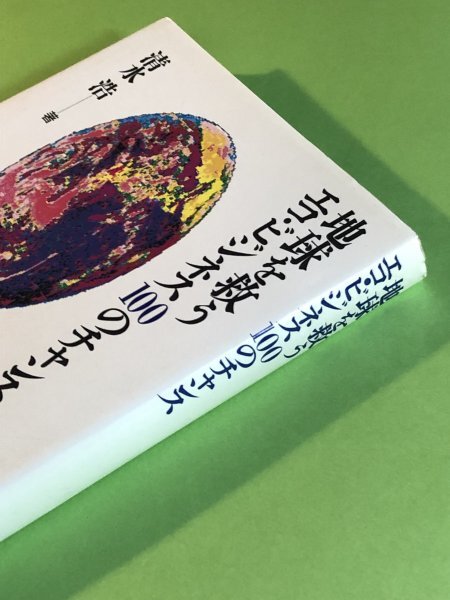 地球を救う
エコ・ビジネス
100のチャンス
清水 浩―著
地球を救う
エコ・ビジネス
100のチャンス